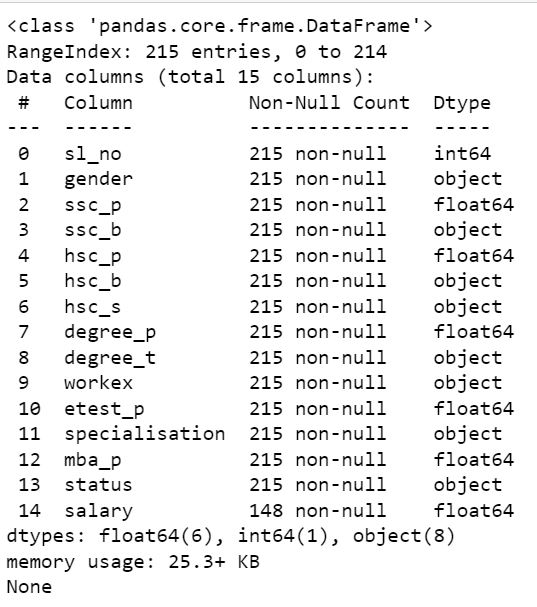 <class 'pandas.core.frame.DataFrame'>
RangeIndex: 215 entries, 0 to 214
Data columns (total 15 columns):
 #   Column          Non-Null Count  Dtype
---  ------          --------------  -----
 0   sl_no           215 non-null    int64
 1   gender          215 non-null    object
 2   ssc_p           215 non-null    float64
 3   ssc_b           215 non-null    object
 4   hsc_p           215 non-null    float64
 5   hsc_b           215 non-null    object
 6   hsc_s           215 non-null    object
 7   degree_p        215 non-null    float64
 8   degree_t        215 non-null    object
 9   workex          215 non-null    object
 10  etest_p         215 non-null    float64
 11  specialisation  215 non-null    object
 12  mba_p           215 non-null    float64
 13  status          215 non-null    object
 14  salary          148 non-null    float64
dtypes: float64(6), int64(1), object(8)
memory usage: 25.3+ KB
None